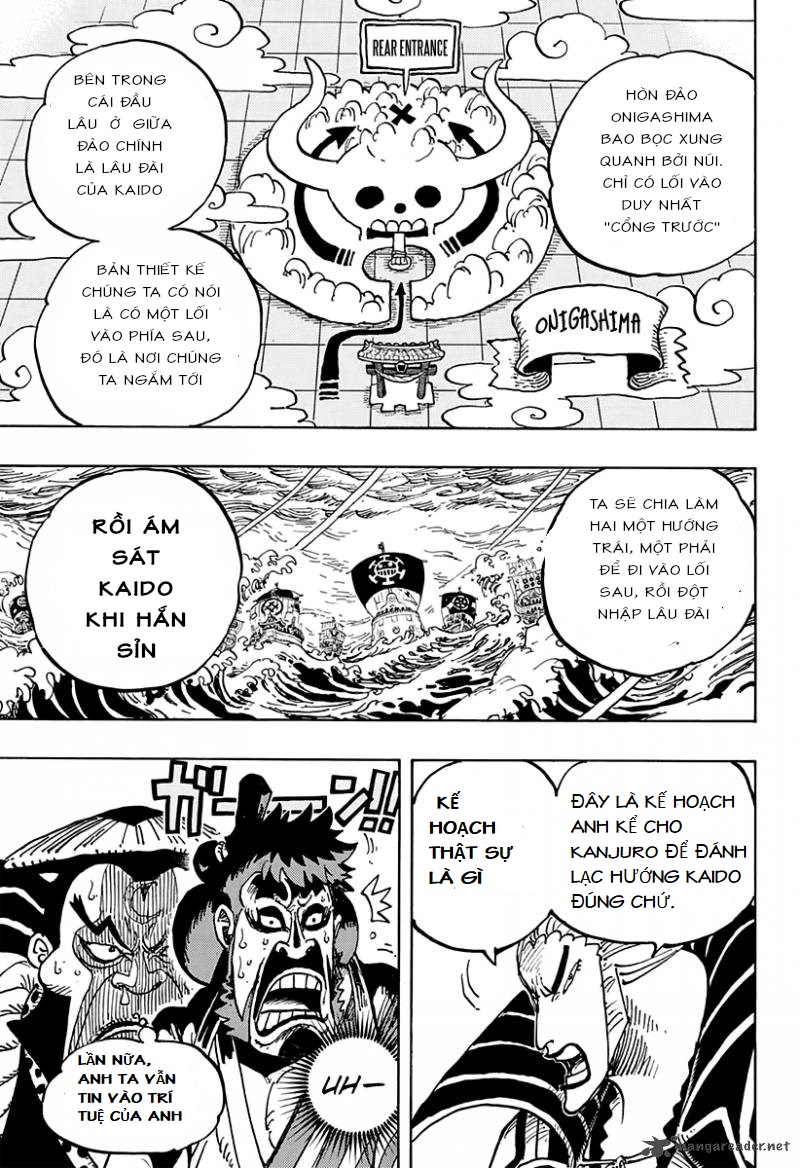 REAR ENTRANCE
HÒN ĐẢO
ONIGASHIMA
BAO BỌC XUNG
QUANH BỞI NÚI.
CHỈ CÓ LỐI VÀO
DUY NHẤT
"CỔNG TRƯỚC"
BÊN TRONG
CÁI ĐẦU
LÂU Ở GIỮA
ĐẢO CHÍNH
LÀ LÂU ĐÀI
CỦA KAIDO
BẢN THIẾT KẾ
CHÚNG TA CÓ NÓI
LÀ CÓ MỘT LỐI
VÀO PHÍA SAU,
ĐÓ LÀ NƠI CHÚNG
TA NGẮM TỚI
ONIGASHIMA
TA SẼ CHIA LÀM
HAI MỘT HƯỚNG
TRÁI, MỘT PHẢI
ĐỂ ĐI VÀO LỐI
SAU, RỒI ĐỘT
NHẬP LÂU ĐÀI
RỒI ÁM
SÁT
KAIDO
KHI HẮN
SỈN
ĐÂY LÀ KẾ HOẠCH
ANH KỂ CHO
KANJURO ĐỂ ĐÁNH
LẠC HƯỚNG KAIDO
ĐÚNG CHỨ.
KẾ
HOẠCH
THẬT SỰ
LÀ GÌ
ガーン!!
UH-
LẦN NỮA,
ANH TA VẪN
TIN VÀO TRÍ
TUỆ CỦA ANH
mangareader.net